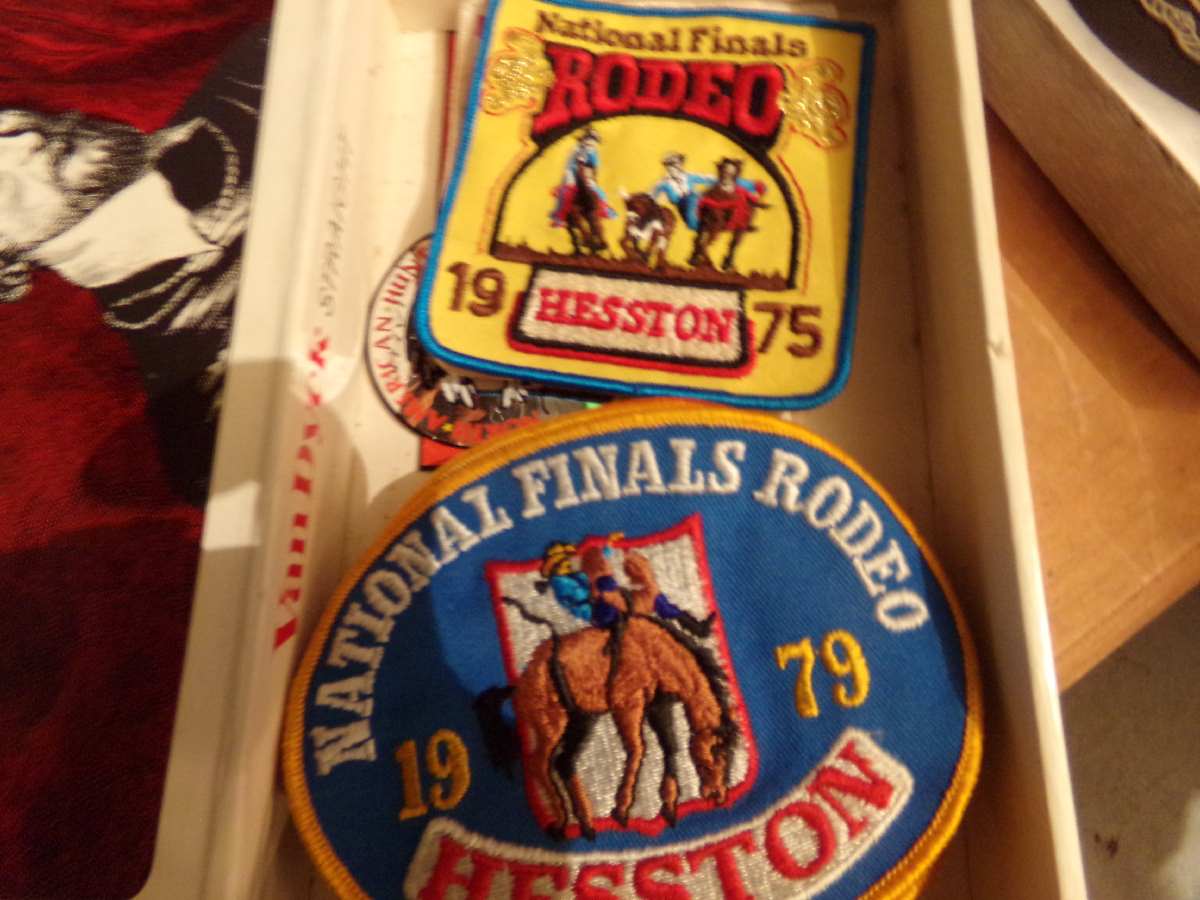 National Finals
RODEO
19 75
HESSTON
NATIONAL FINALS RODEO
19 79
HESSTON